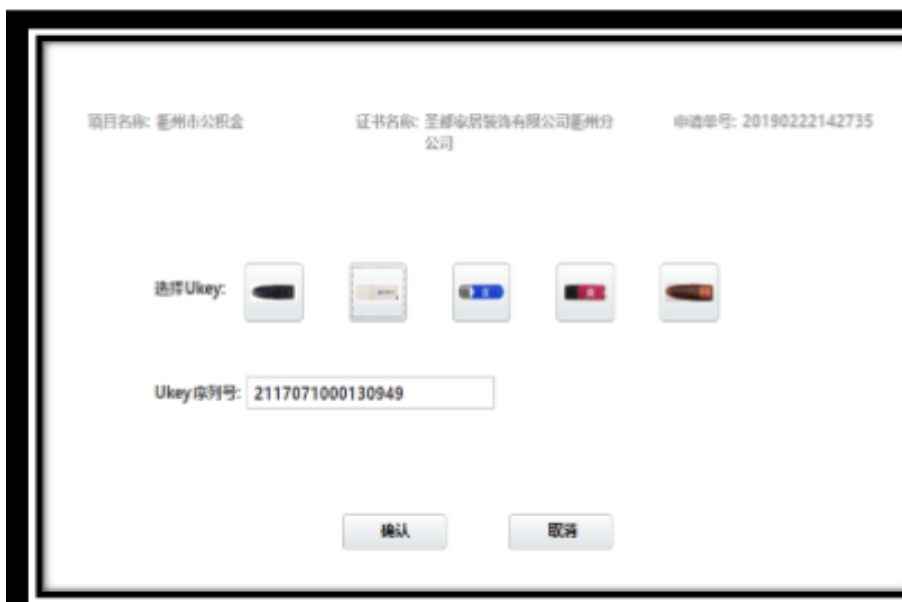 项目名称: 衢州市公积金
证书名称: 圣都家居装饰有限公司衢州分
公司
申请单号: 20190222142735
选择Ukey:
Ukey序列号: 2117071000130949
确认
取消